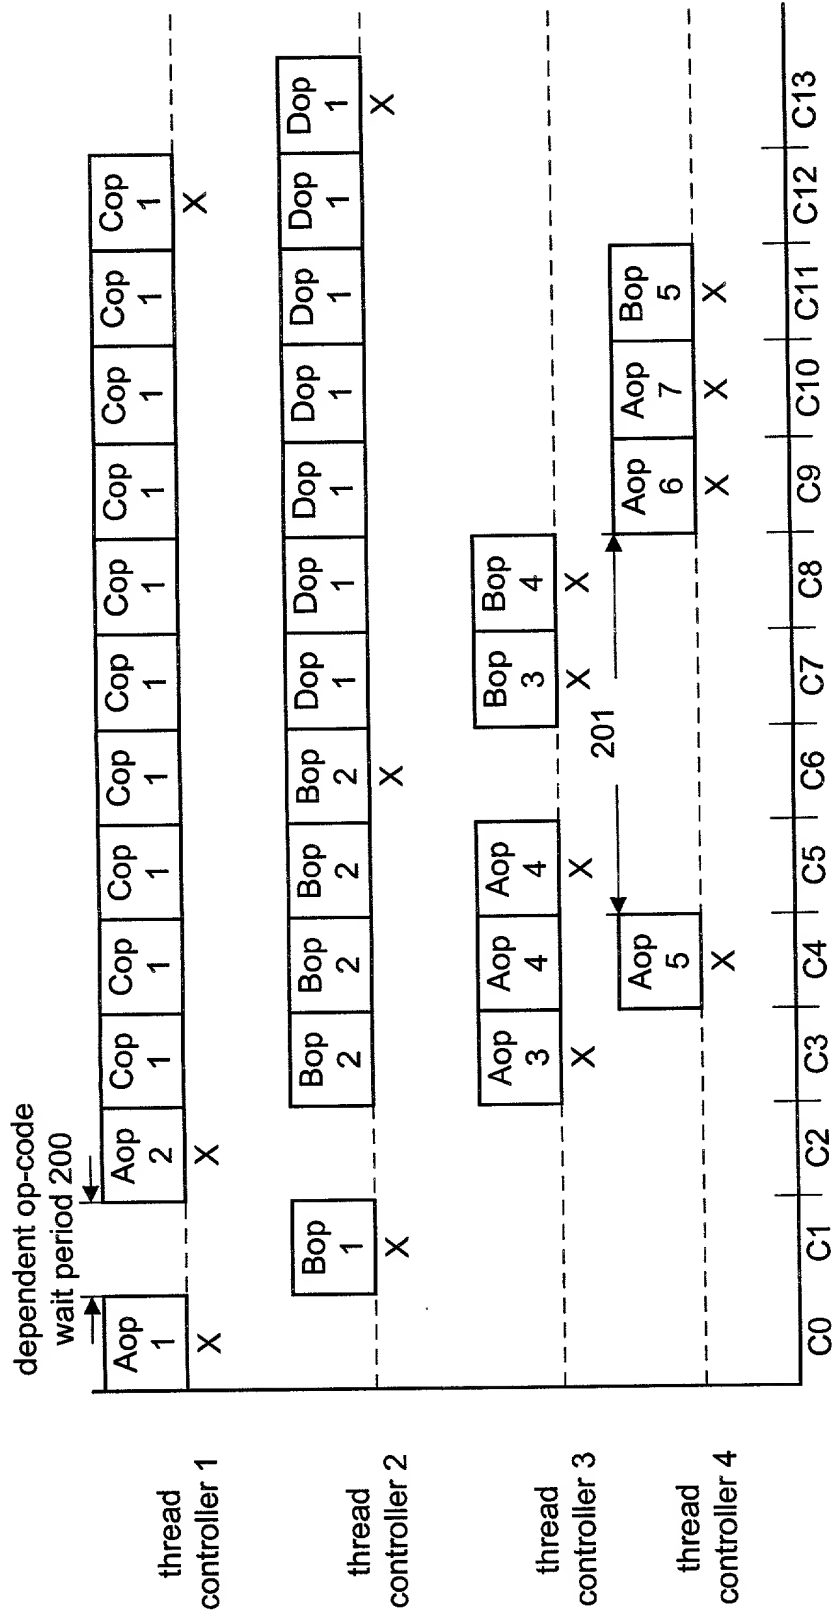 dependent op-code
wait period 200
Aop Aop Cop Cop Cop Cop Cop Cop Cop Cop Cop Cop
1 2 1 1 1 1 1 1 1 1 1 1
thread
controller 1
X X X
Bop Bop Bop Bop Bop Dop Dop Dop Dop Dop Dop Dop
1 2 2 2 2 1 1 1 1 1 1 1
thread
controller 2
X X X
Aop Aop Aop Bop Bop
3 4 4 3 4
thread
controller 3
X X X X
201
Aop Aop Aop Bop
5 6 7 5
thread
controller 4
X X X X
C0 C1 C2 C3 C4 C5 C6 C7 C8 C9 C10 C11 C12 C13